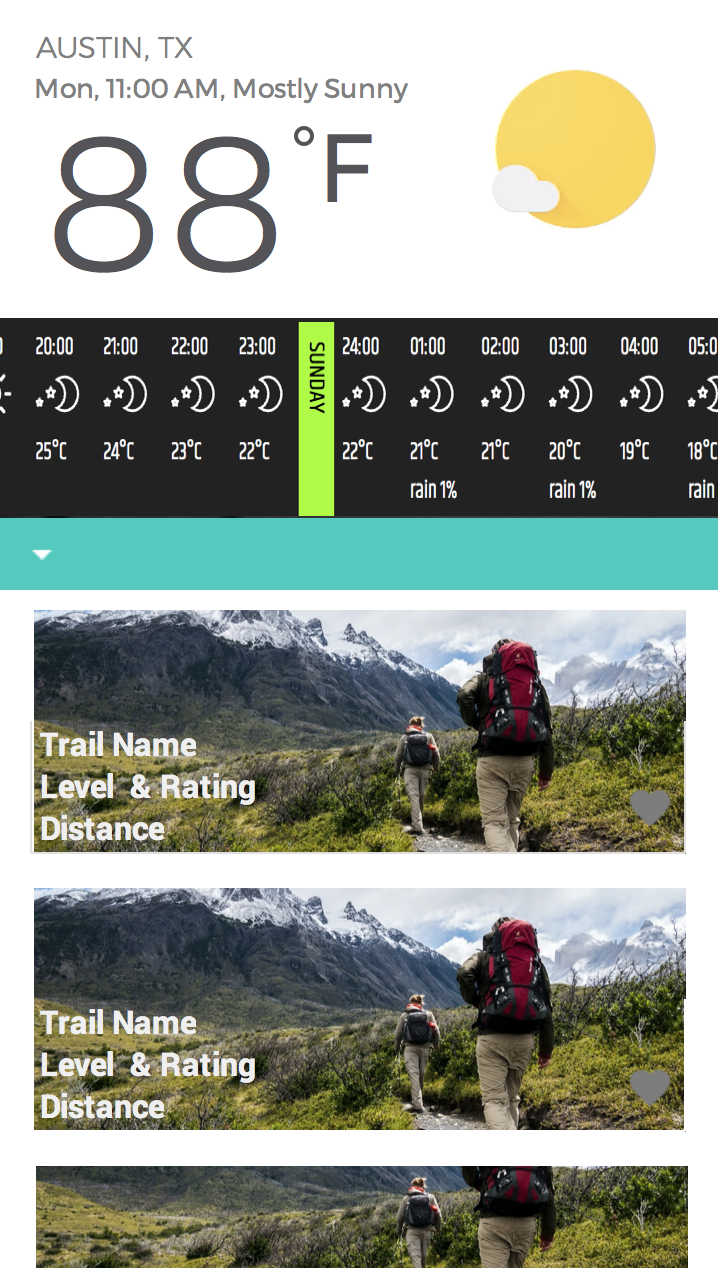 AUSTIN, TX
Mon, 11:00 AM, Mostly Sunny
88°F
20:00 21:00 22:00 23:00 SUNDAY 24:00 01:00 02:00 03:00 04:00 05:0
25°C 24°C 23°C 22°C 22°C 21°C 21°C 20°C 19°C 18°C
rain 1% rain 1% rain
Trail Name
Level & Rating
Distance
Trail Name
Level & Rating
Distance